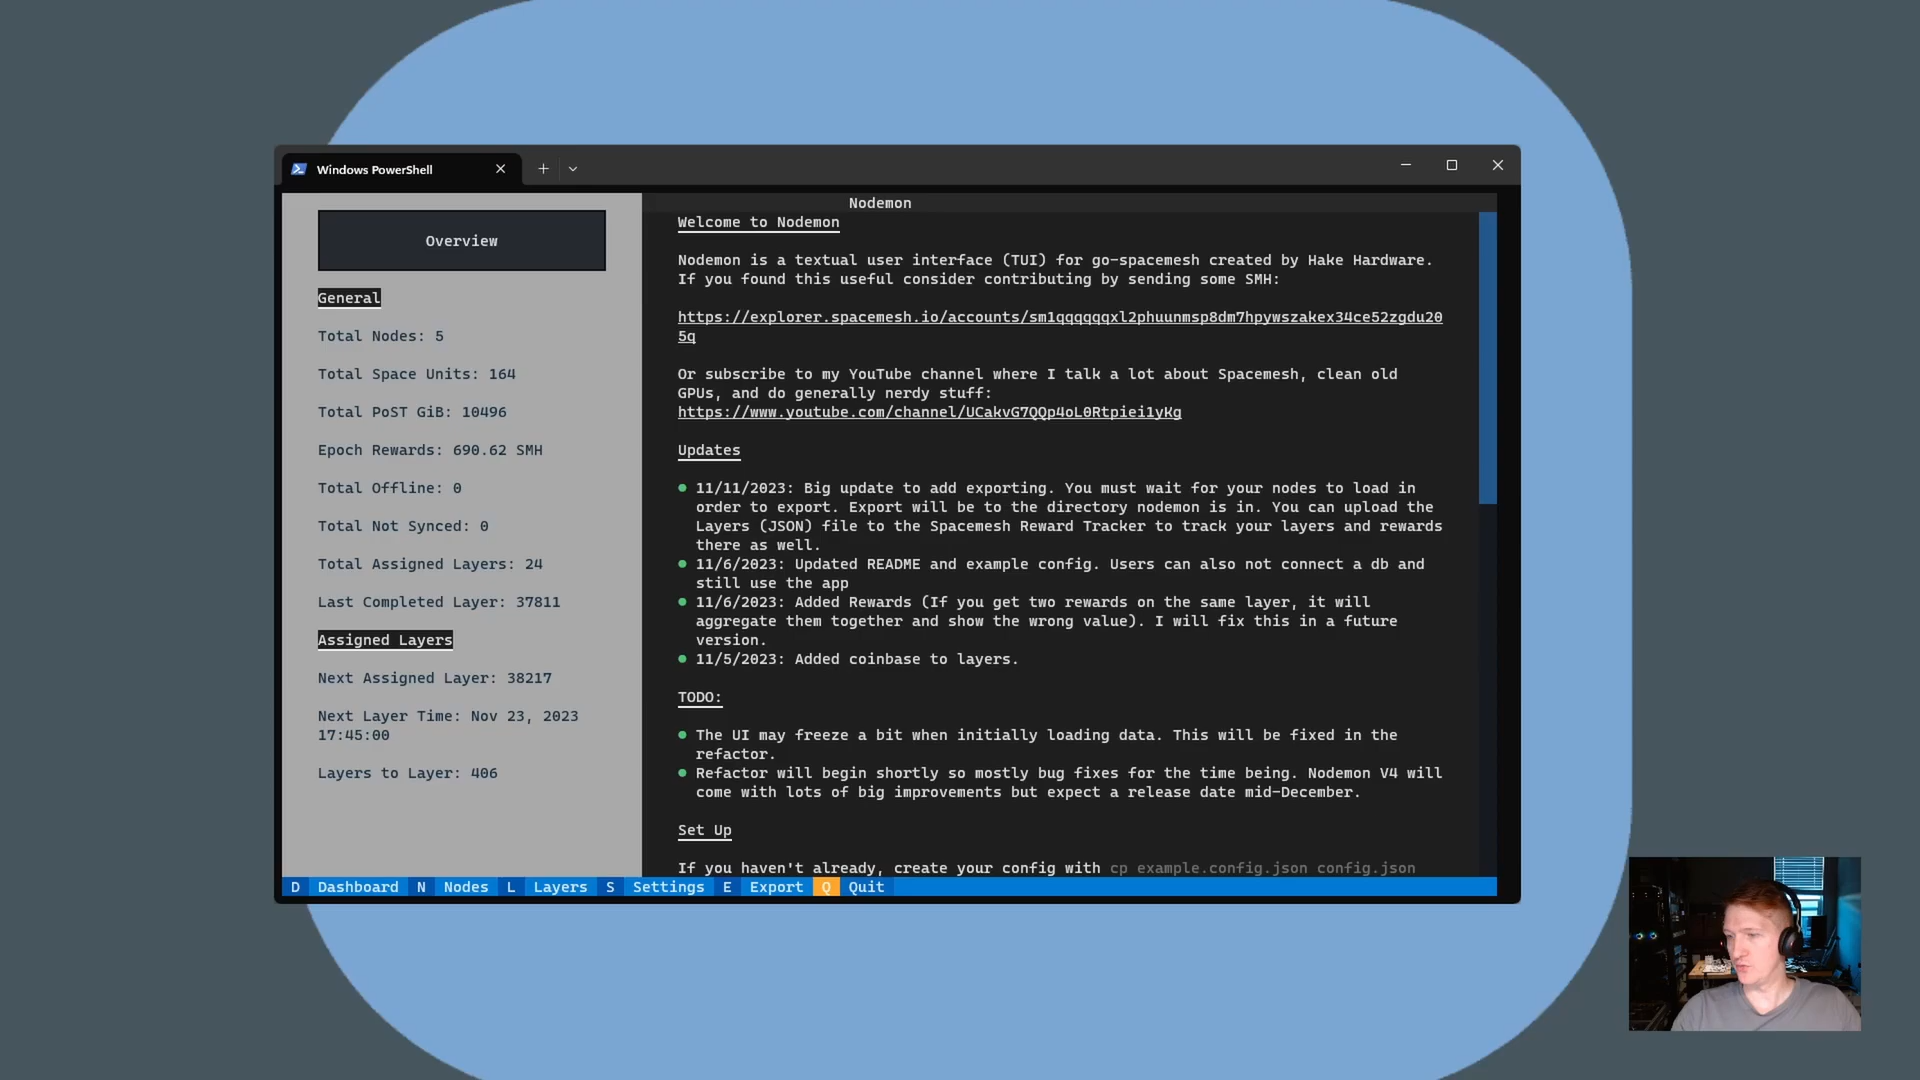 Windows PowerShell
Overview
General
Total Nodes: 5
Total Space Units: 164
Total PoST GiB: 10496
Epoch Rewards: 690.62 SMH
Total Offline: 0
Total Not Synced: 0
Total Assigned Layers: 24
Last Completed Layer: 37811
Assigned Layers
Next Assigned Layer: 38217
Next Layer Time: Nov 23, 2023
17:45:00
Layers to Layer: 406
Nodemon
Welcome to Nodemon
Nodemon is a textual user interface (TUI) for go-spacemesh created by Hake Hardware.
If you found this useful consider contributing by sending some SMH:
https://explorer.spacemesh.io/accounts/sm1qqqqqqxl2phuunmsp8dm7hpywszakex34ce52zgdu20
5q
Or subscribe to my YouTube channel where I talk a lot about Spacemesh, clean old
GPUs, and do generally nerdy stuff:
https://www.youtube.com/channel/UCakvG7QQp4oL0Rtpiei1yKg
Updates
● 11/11/2023: Big update to add exporting. You must wait for your nodes to load in
order to export. Export will be to the directory nodemon is in. You can upload the
Layers (JSON) file to the Spacemesh Reward Tracker to track your layers and rewards
there as well.
● 11/6/2023: Updated README and example config. Users can also not connect a db and
still use the app
● 11/6/2023: Added Rewards (If you get two rewards on the same layer, it will
aggregate them together and show the wrong value). I will fix this in a future
version.
● 11/5/2023: Added coinbase to layers.
TODO:
● The UI may freeze a bit when initially loading data. This will be fixed in the
refactor.
● Refactor will begin shortly so mostly bug fixes for the time being. Nodemon V4 will
come with lots of big improvements but expect a release date mid-December.
Set Up
If you haven't already, create your config with cp example.config.json config.json
D Dashboard N Nodes L Layers S Settings E Export Q Quit